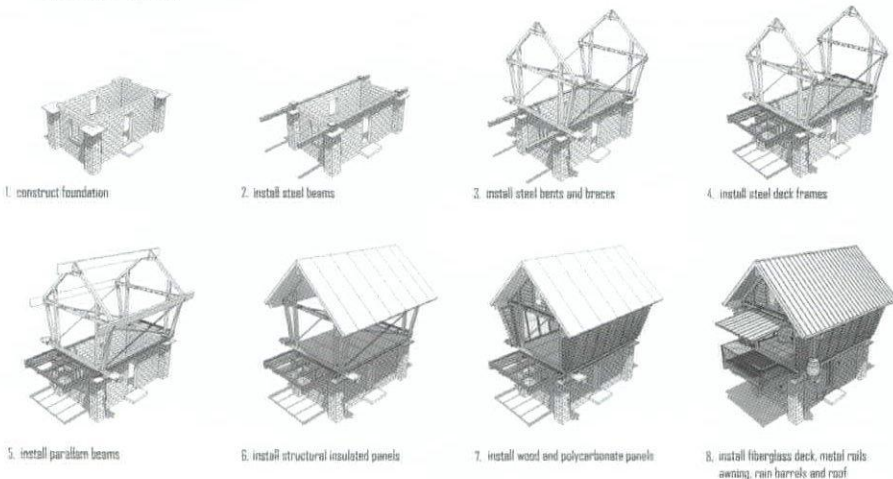 1. construct foundation
2. install steel beams
3. install steel bents and braces
4. install steel deck frames
5. install parallam beams
6. install structural insulated panels
7. install wood and polycarbonate panels
8. install fiberglass deck, metal rails
awning, rain barrels and roof